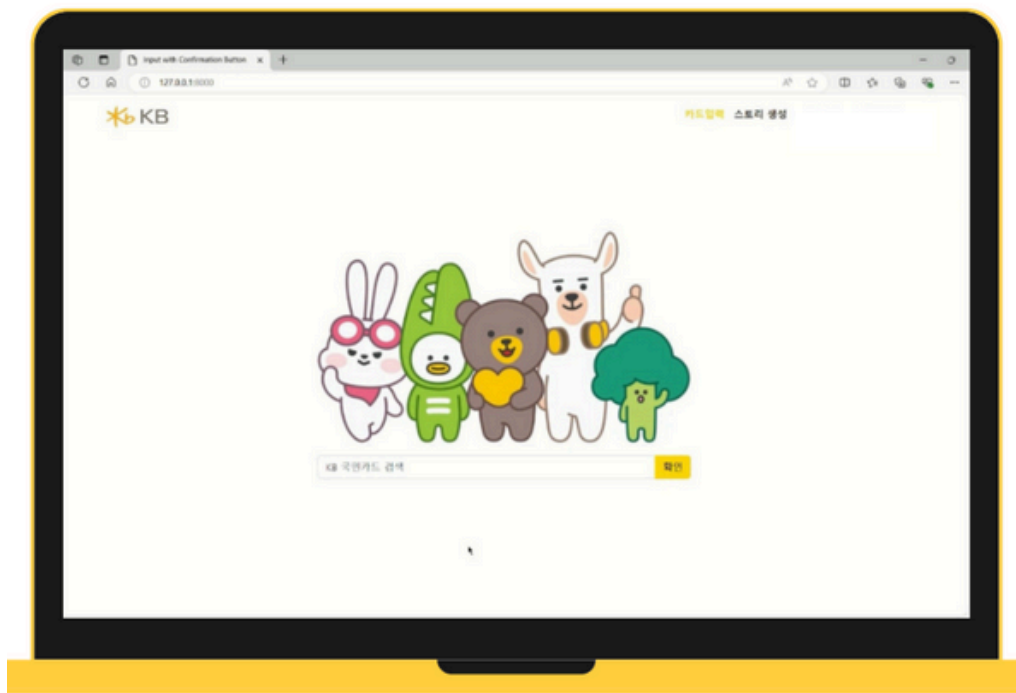 Input with Confirmation Button
127.0.0.1:8000
KB
카드입력 스토리 생성
KB 국민카드 검색
확인